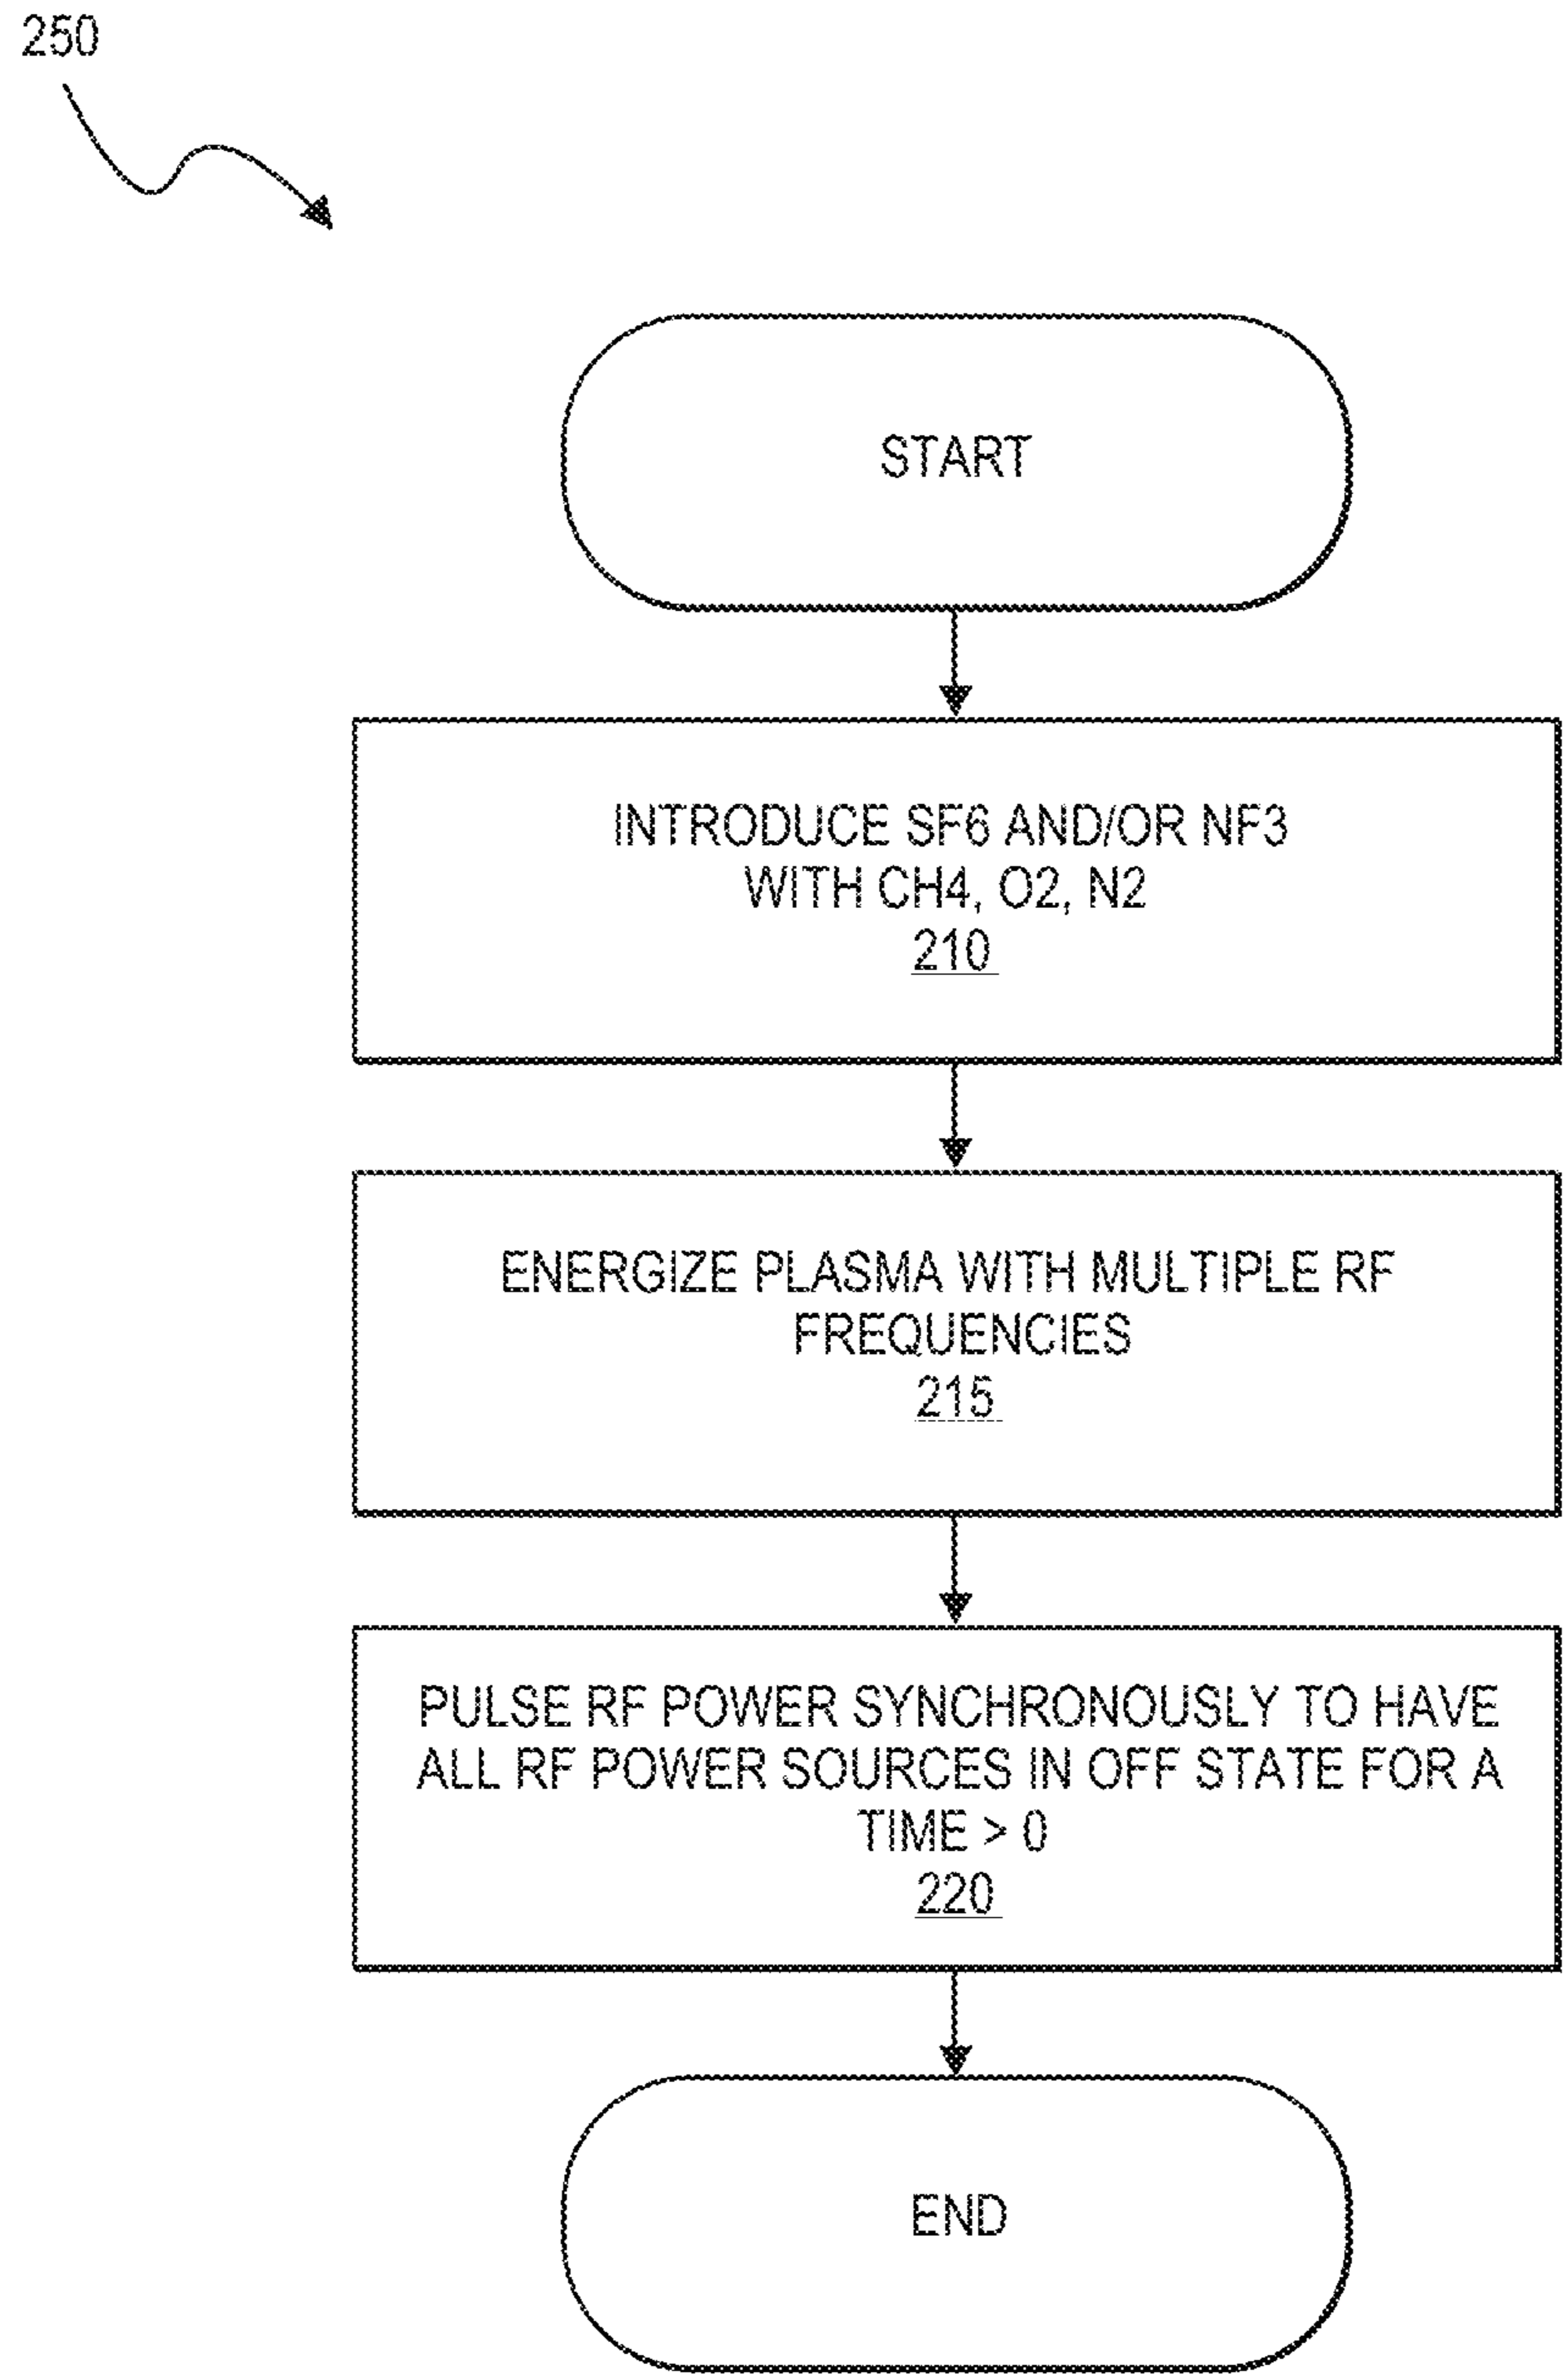 250
START
INTRODUCE SF6 AND/OR NF3
WITH CH4, O2, N2
210
ENERGIZE PLASMA WITH MULTIPLE RF
FREQUENCIES
215
PULSE RF POWER SYNCHRONOUSLY TO HAVE
ALL RF POWER SOURCES IN OFF STATE FOR A
TIME > 0
220
END